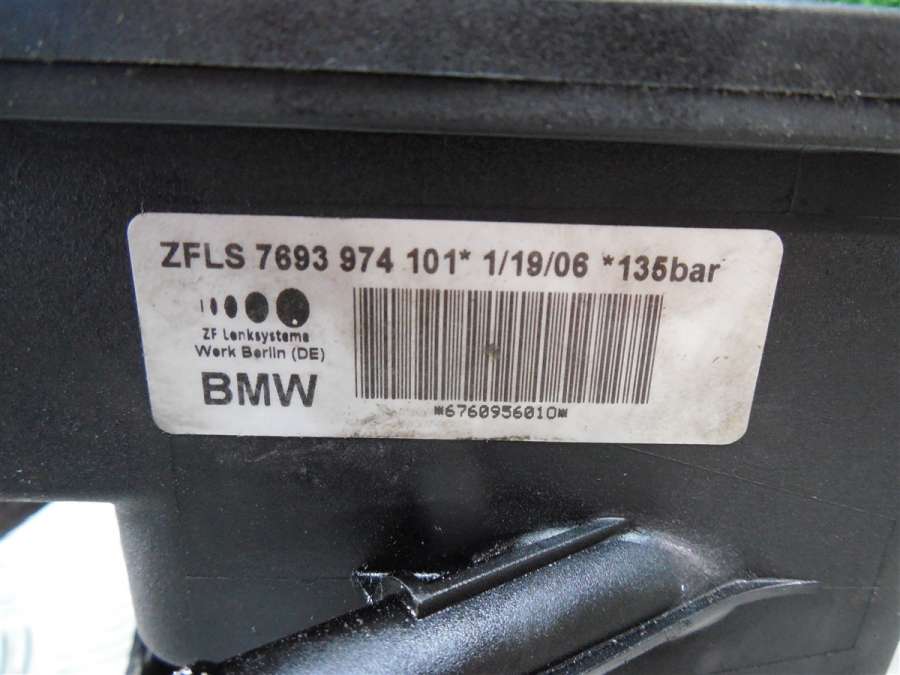 ZFLS 7693 974 101* 1/19/06 *135bar
ZF Lenksysteme
Werk Berlin (DE)
BMW
*6760956010*